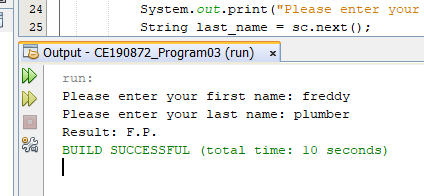 24 System.out.print("Please enter your
25 String last_name = sc.next();
Output - CE190872_Program03 (run) ×
run:
Please enter your first name: freddy
Please enter your last name: plumber
Result: F.P.
BUILD SUCCESSFUL (total time: 10 seconds)